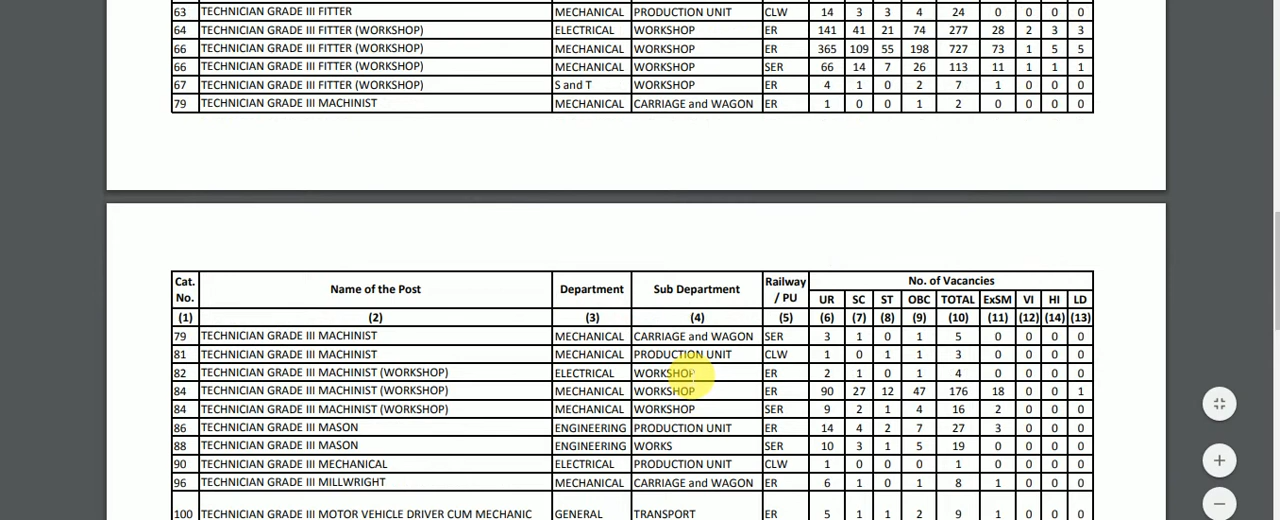 63 TECHNICIAN GRADE III FITTER MECHANICAL PRODUCTION UNIT CLW 14 3 3 4 24 0 0 0 0
64 TECHNICIAN GRADE III FITTER (WORKSHOP) ELECTRICAL WORKSHOP ER 141 41 21 74 277 28 2 3 3
66 TECHNICIAN GRADE III FITTER (WORKSHOP) MECHANICAL WORKSHOP ER 365 109 55 198 727 73 1 5 5
66 TECHNICIAN GRADE III FITTER (WORKSHOP) MECHANICAL WORKSHOP SER 66 14 7 26 113 11 1 1 1
67 TECHNICIAN GRADE III FITTER (WORKSHOP) S and T WORKSHOP ER 4 1 0 2 7 1 0 0 0
79 TECHNICIAN GRADE III MACHINIST MECHANICAL CARRIAGE and WAGON ER 1 0 0 1 2 0 0 0 0
Cat. No. Name of the Post Department Sub Department Railway / PU No. of Vacancies
UR SC ST OBC TOTAL ExSM VI HI LD
(1) (2) (3) (4) (5) (6) (7) (8) (9) (10) (11) (12) (14) (13)
79 TECHNICIAN GRADE III MACHINIST MECHANICAL CARRIAGE and WAGON SER 3 1 0 1 5 0 0 0 0
81 TECHNICIAN GRADE III MACHINIST MECHANICAL PRODUCTION UNIT CLW 1 0 1 1 3 0 0 0 0
82 TECHNICIAN GRADE III MACHINIST (WORKSHOP) ELECTRICAL WORKSHOP ER 2 1 0 1 4 0 0 0 0
84 TECHNICIAN GRADE III MACHINIST (WORKSHOP) MECHANICAL WORKSHOP ER 90 27 12 47 176 18 0 0 1
84 TECHNICIAN GRADE III MACHINIST (WORKSHOP) MECHANICAL WORKSHOP SER 9 2 1 4 16 2 0 0 0
86 TECHNICIAN GRADE III MASON ENGINEERING PRODUCTION UNIT ER 14 4 2 7 27 3 0 0 0
88 TECHNICIAN GRADE III MASON ENGINEERING WORKS SER 10 3 1 5 19 0 0 0 0
90 TECHNICIAN GRADE III MECHANICAL ELECTRICAL PRODUCTION UNIT CLW 1 0 0 0 1 0 0 0 0
96 TECHNICIAN GRADE III MILLWRIGHT MECHANICAL CARRIAGE and WAGON ER 6 1 0 1 8 1 0 0 0
100 TECHNICIAN GRADE III MOTOR VEHICLE DRIVER CUM MECHANIC GENERAL TRANSPORT ER 5 1 1 2 9 1 0 0 0